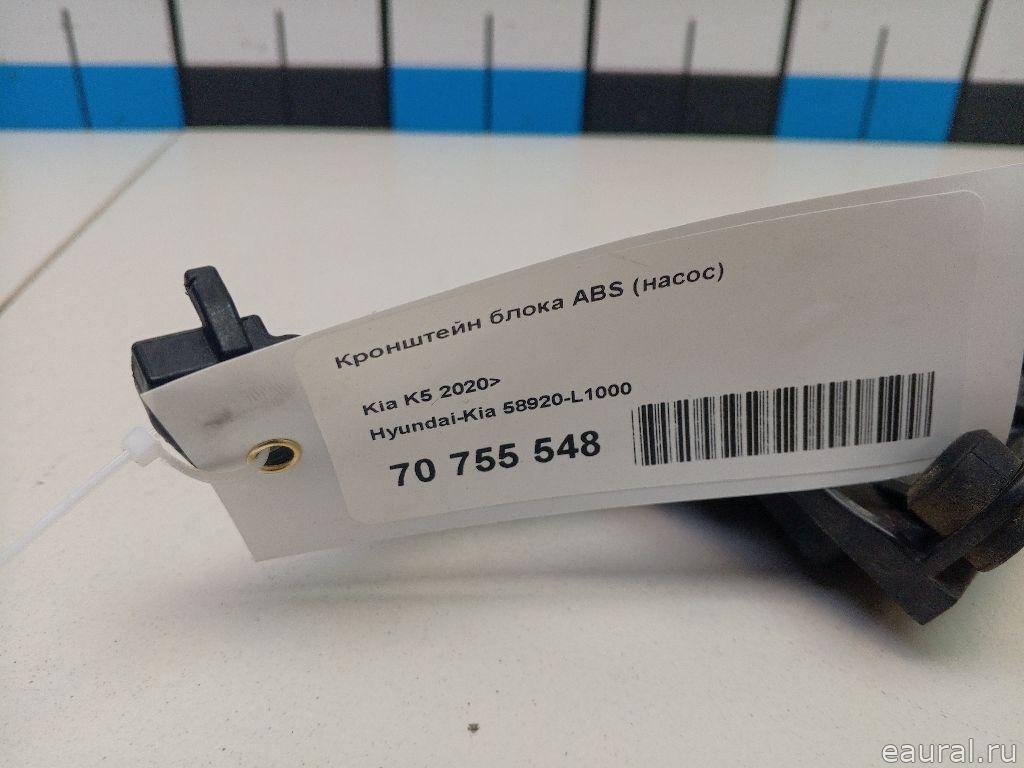 Кронштейн блока ABS (насос)
Kia K5 2020>
Hyundai-Kia 58920-L1000
70 755 548
eaural.ru